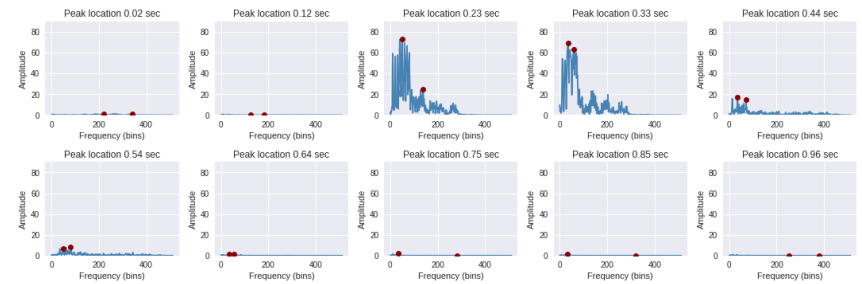 Peak location 0.02 sec
Peak location 0.12 sec
Peak location 0.23 sec
Peak location 0.33 sec
Peak location 0.44 sec
80
60
40
20
0
Amplitude
0 200 400
Frequency (bins)
80
60
40
20
0
Amplitude
0 200 400
Frequency (bins)
80
60
40
20
0
Amplitude
0 200 400
Frequency (bins)
80
60
40
20
0
Amplitude
0 200 400
Frequency (bins)
80
60
40
20
0
Amplitude
0 200 400
Frequency (bins)
Peak location 0.54 sec
Peak location 0.64 sec
Peak location 0.75 sec
Peak location 0.85 sec
Peak location 0.96 sec
80
60
40
20
0
Amplitude
0 200 400
Frequency (bins)
80
60
40
20
0
Amplitude
0 200 400
Frequency (bins)
80
60
40
20
0
Amplitude
0 200 400
Frequency (bins)
80
60
40
20
0
Amplitude
0 200 400
Frequency (bins)
80
60
40
20
0
Amplitude
0 200 400
Frequency (bins)